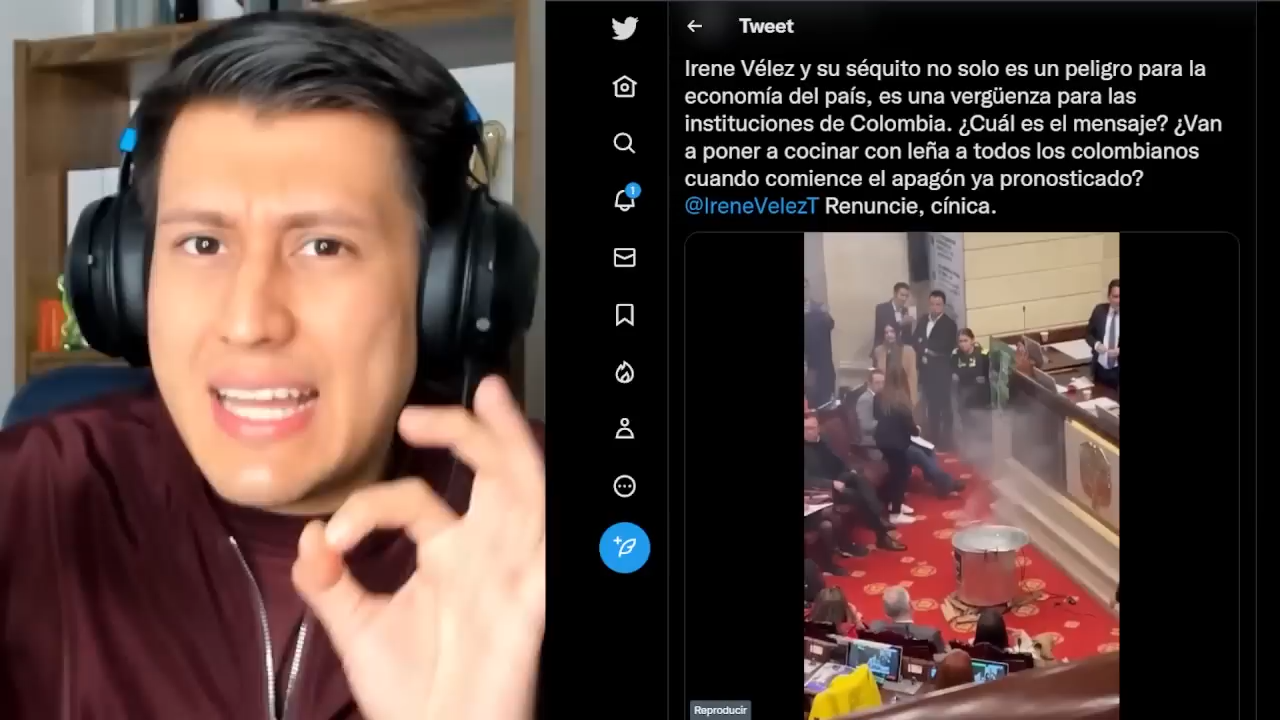 Tweet
Irene Vélez y su séquito no solo es un peligro para la
economía del país, es una vergüenza para las
instituciones de Colombia. ¿Cuál es el mensaje? ¿Van
a poner a cocinar con leña a todos los colombianos
cuando comience el apagón ya pronosticado?
@IreneVelezT Renuncie, cínica.
1
Reproducir